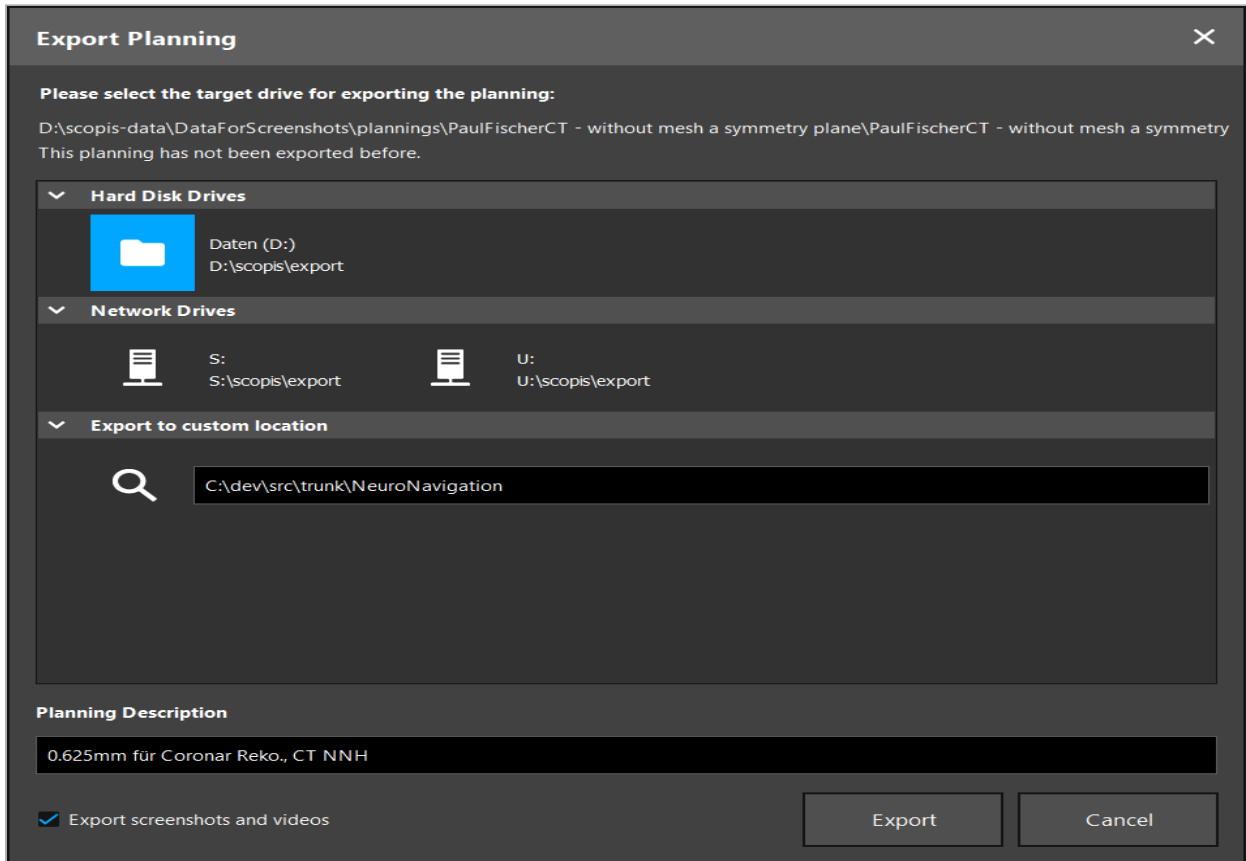 Export Planning
Please select the target drive for exporting the planning:
D:\scopis-data\DataForScreenshots\plannings\PaulFischerCT - without mesh a symmetry plane\PaulFischerCT - without mesh a symmetry
This planning has not been exported before.
Hard Disk Drives
Daten (D:)
D:\scopis\export
Network Drives
S:
S:\scopis\export
U:
U:\scopis\export
Export to custom location
C:\dev\src\trunk\NeuroNavigation
Planning Description
0.625mm für Coronar Reko., CT NNH
Export screenshots and videos
Export
Cancel